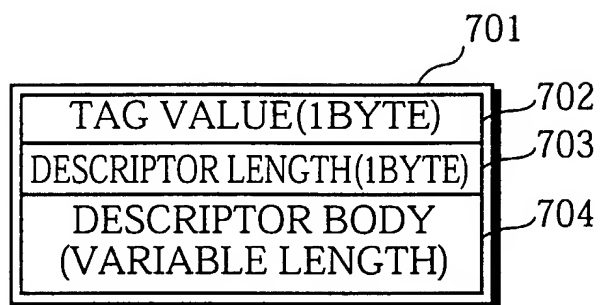 701
TAG VALUE(1BYTE)
702
DESCRIPTOR LENGTH(1BYTE)
703
DESCRIPTOR BODY
(VARIABLE LENGTH)
704